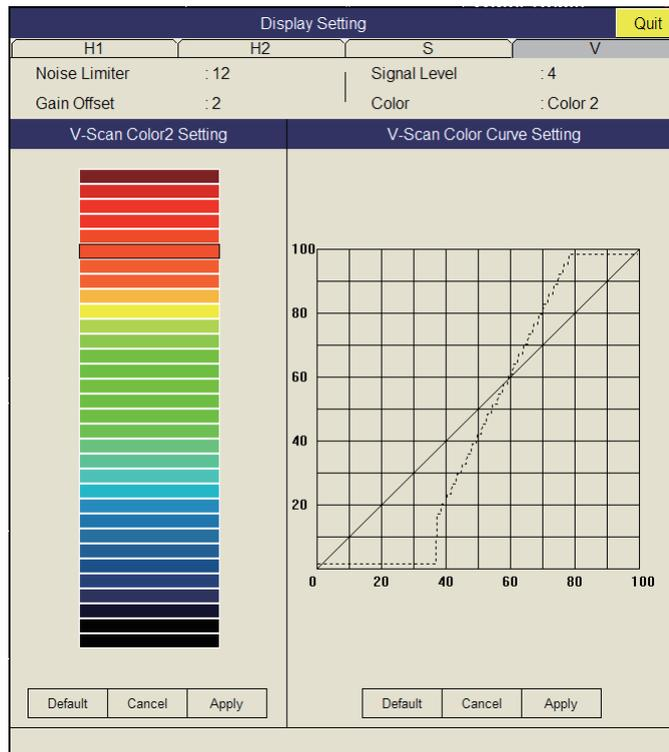 Display Setting Quit
H1 H2 S V
Noise Limiter : 12 Signal Level : 4
Gain Offset : 2 Color : Color 2
V-Scan Color2 Setting V-Scan Color Curve Setting
100
80
60
40
20
0 20 40 60 80 100
Default Cancel Apply Default Cancel Apply